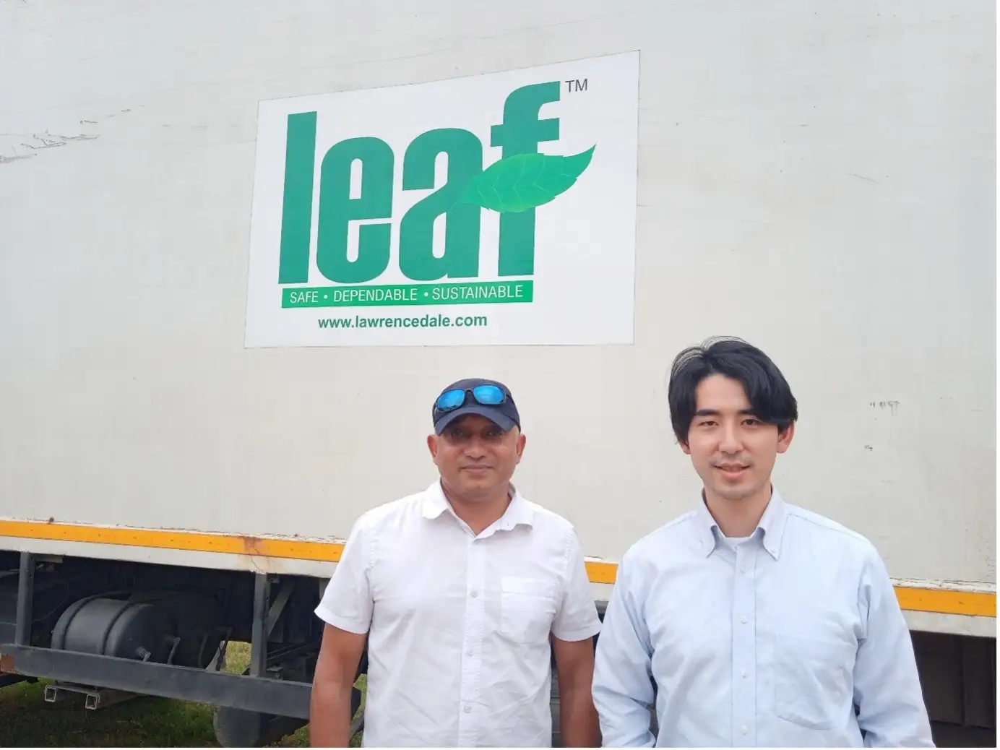 leaf™
SAFE • DEPENDABLE • SUSTAINABLE
www.lawrencedale.com